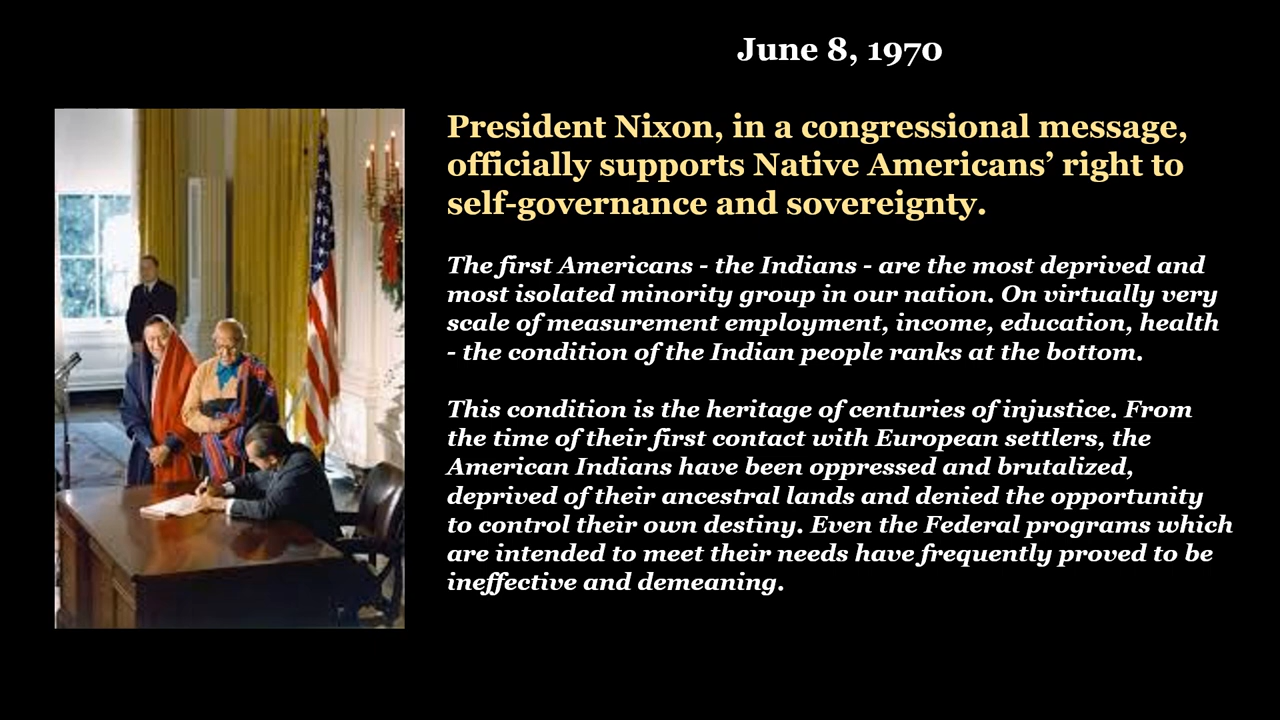 June 8, 1970
President Nixon, in a congressional message,
officially supports Native Americans’ right to
self-governance and sovereignty.
The first Americans - the Indians - are the most deprived and
most isolated minority group in our nation. On virtually very
scale of measurement employment, income, education, health
- the condition of the Indian people ranks at the bottom.
This condition is the heritage of centuries of injustice. From
the time of their first contact with European settlers, the
American Indians have been oppressed and brutalized,
deprived of their ancestral lands and denied the opportunity
to control their own destiny. Even the Federal programs which
are intended to meet their needs have frequently proved to be
ineffective and demeaning.